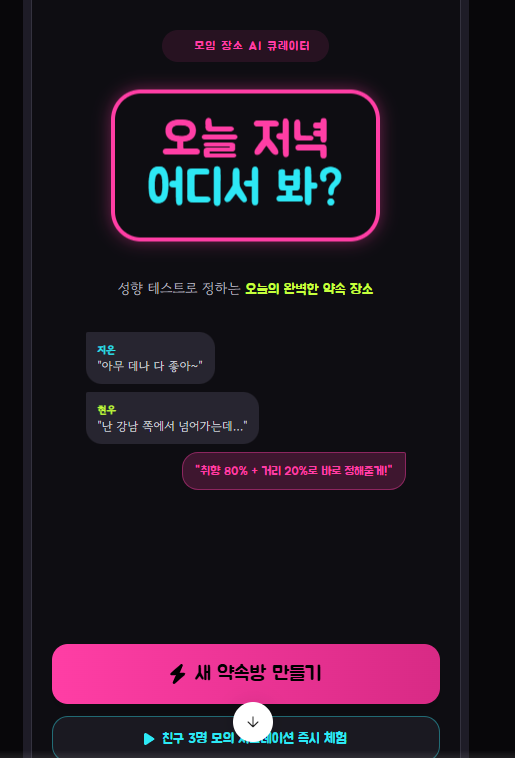 모임 장소 AI 큐레이터
오늘 저녁
어디서 봐?
성향 테스트로 정하는 오늘의 완벽한 약속 장소
지은
"아무 데나 다 좋아~"
현우
"난 강남 쪽에서 넘어가는데..."
"취향 80% + 거리 20%로 바로 정해줄게!"
새 약속방 만들기
친구 3명 모의 즉시 체험